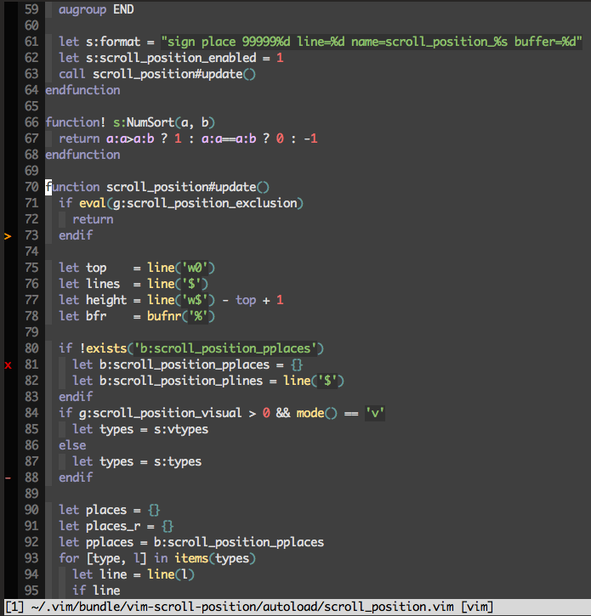 59   augroup END
60
61   let s:format = "sign place 99999%d line=%d name=scroll_position_%s buffer=%d"
62   let s:scroll_position_enabled = 1
63   call scroll_position#update()
64 endfunction
65
66 function! s:NumSort(a, b)
67   return a:a>a:b ? 1 : a:a==a:b ? 0 : -1
68 endfunction
69
70 function scroll_position#update()
71   if eval(g:scroll_position_exclusion)
72     return
> 73   endif
74
75   let top    = line('w0')
76   let lines  = line('$')
77   let height = line('w$') - top + 1
78   let bfr    = bufnr('%')
79
80   if !exists('b:scroll_position_pplaces')
x 81     let b:scroll_position_pplaces = {}
82     let b:scroll_position_plines = line('$')
83   endif
84   if g:scroll_position_visual > 0 && mode() == 'v'
85     let types = s:vtypes
86   else
87     let types = s:types
- 88   endif
89
90   let places = {}
91   let places_r = {}
92   let pplaces = b:scroll_position_pplaces
93   for [type, l] in items(types)
94     let line = line(l)
95     if line
[1] ~/.vim/bundle/vim-scroll-position/autoload/scroll_position.vim [vim]